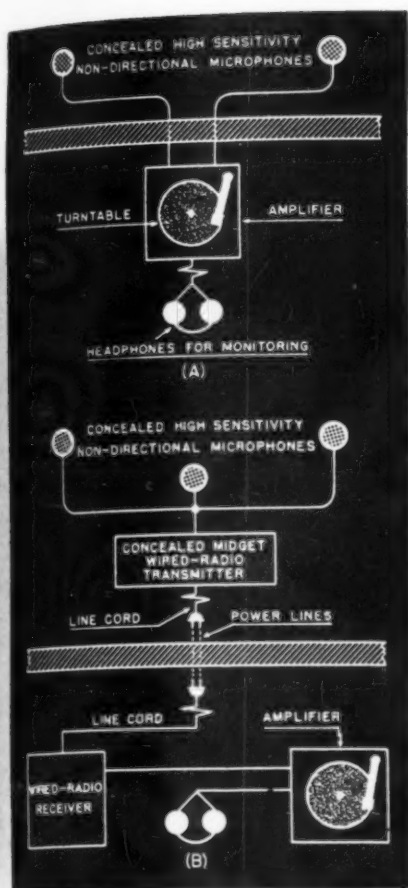 CONCEALED HIGH SENSITIVITY
NON-DIRECTIONAL MICROPHONES
TURNTABLE
AMPLIFIER
HEADPHONES FOR MONITORING
(A)
CONCEALED HIGH SENSITIVITY
NON-DIRECTIONAL MICROPHONES
CONCEALED MIDGET
WIRED-RADIO
TRANSMITTER
LINE CORD
POWER LINES
LINE CORD
AMPLIFIER
WIRED-RADIO
RECEIVER
(B)